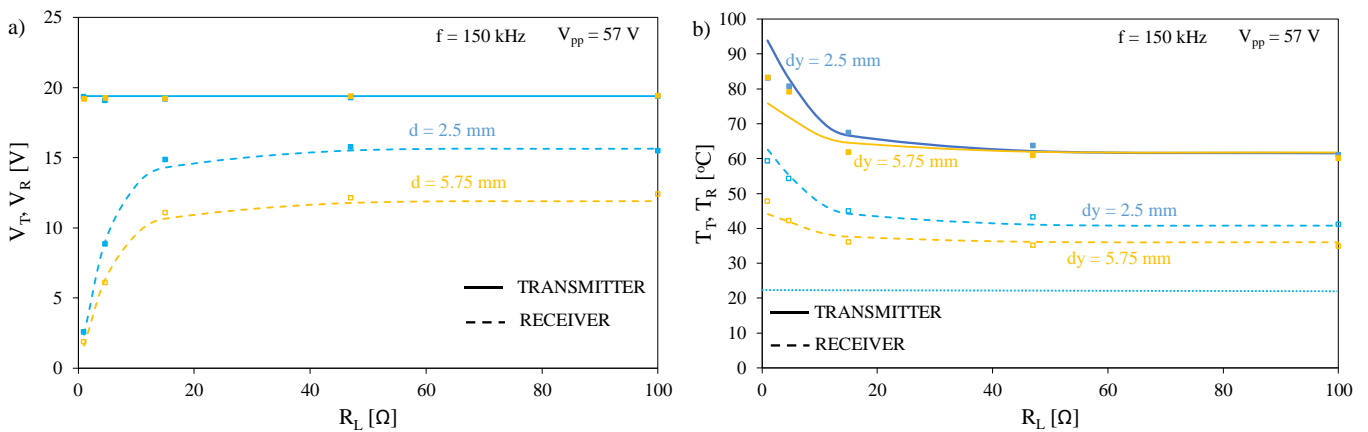 a)
f = 150 kHz V_pp = 57 V
25
20
15
10
5
0
V_T, V_R [V]
d = 2.5 mm
d = 5.75 mm
TRANSMITTER
RECEIVER
0 20 40 60 80 100
R_L [Ω]
b)
f = 150 kHz V_pp = 57 V
100
90
80
70
60
50
40
30
20
10
0
T_T, T_R [ºC]
dy = 2.5 mm
dy = 5.75 mm
dy = 2.5 mm
dy = 5.75 mm
TRANSMITTER
RECEIVER
0 20 40 60 80 100
R_L [Ω]